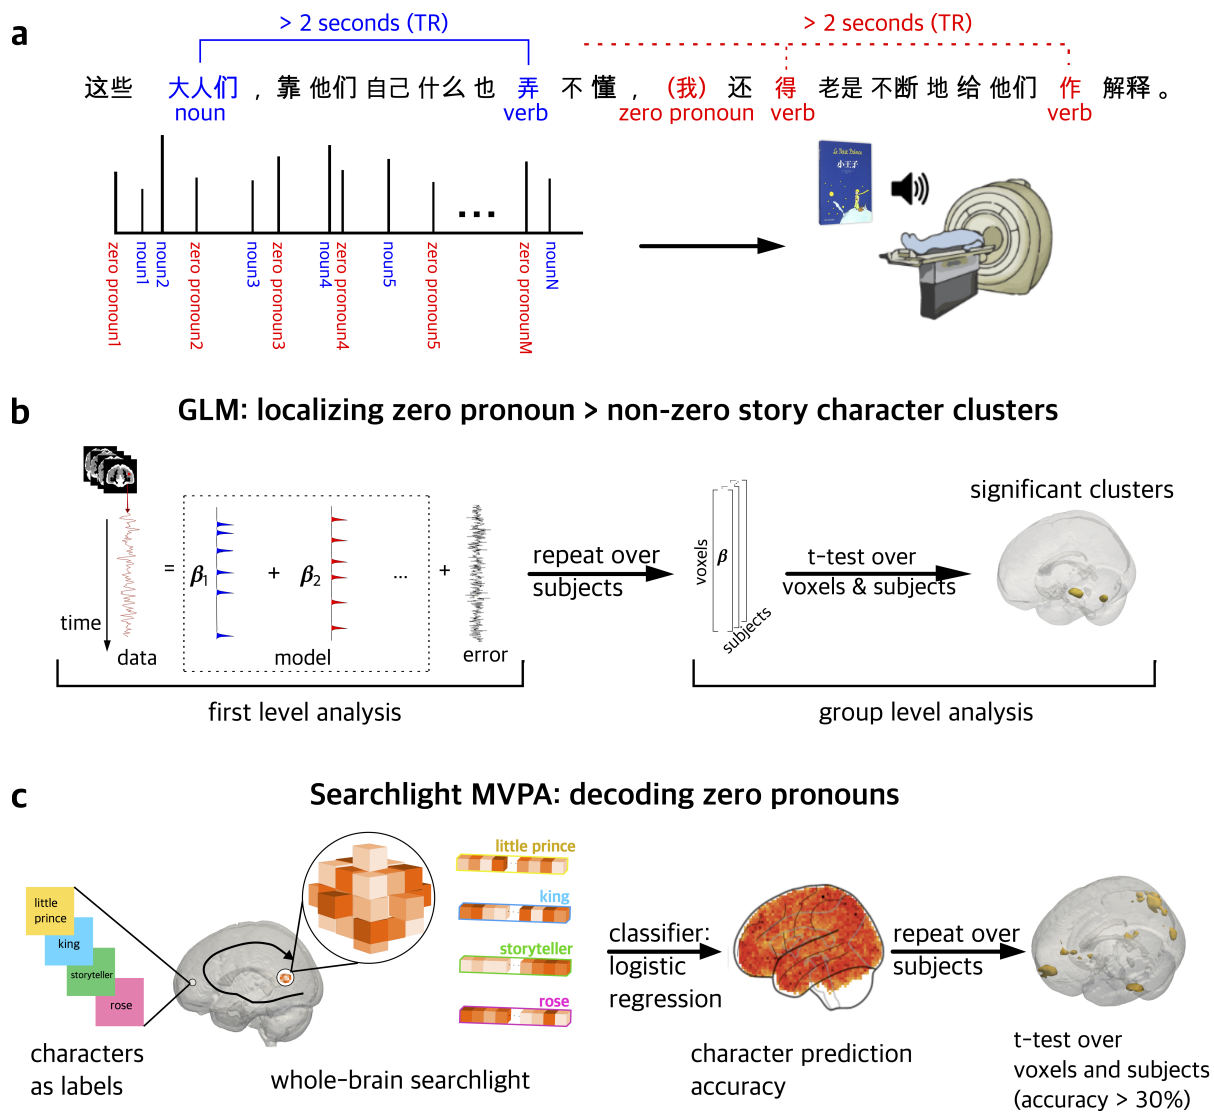 a
> 2 seconds (TR)
> 2 seconds (TR)
这些 大人们 , 靠 他们 自己 什么 也 弄 不 懂 , （我） 还 得 老是 不断 地 给 他们 作 解释 。
noun verb zero pronoun verb verb
Le Petit Prince
小王子
zero pronoun1
noun1
noun2
zero pronoun2
noun3
zero pronoun3
noun4
zero pronoun4
noun5
zero pronoun5
...
zero pronounM
nounN
b
GLM: localizing zero pronoun > non-zero story character clusters
time
data
=
β1
+
β2
...
model
+
error
first level analysis
repeat over
subjects
voxels
β
subjects
t-test over
voxels & subjects
significant clusters
group level analysis
c
Searchlight MVPA: decoding zero pronouns
little
prince
king
storyteller
rose
characters
as labels
whole-brain searchlight
little prince
king
storyteller
rose
classifier:
logistic
regression
character prediction
accuracy
repeat over
subjects
t-test over
voxels and subjects
(accuracy > 30%)